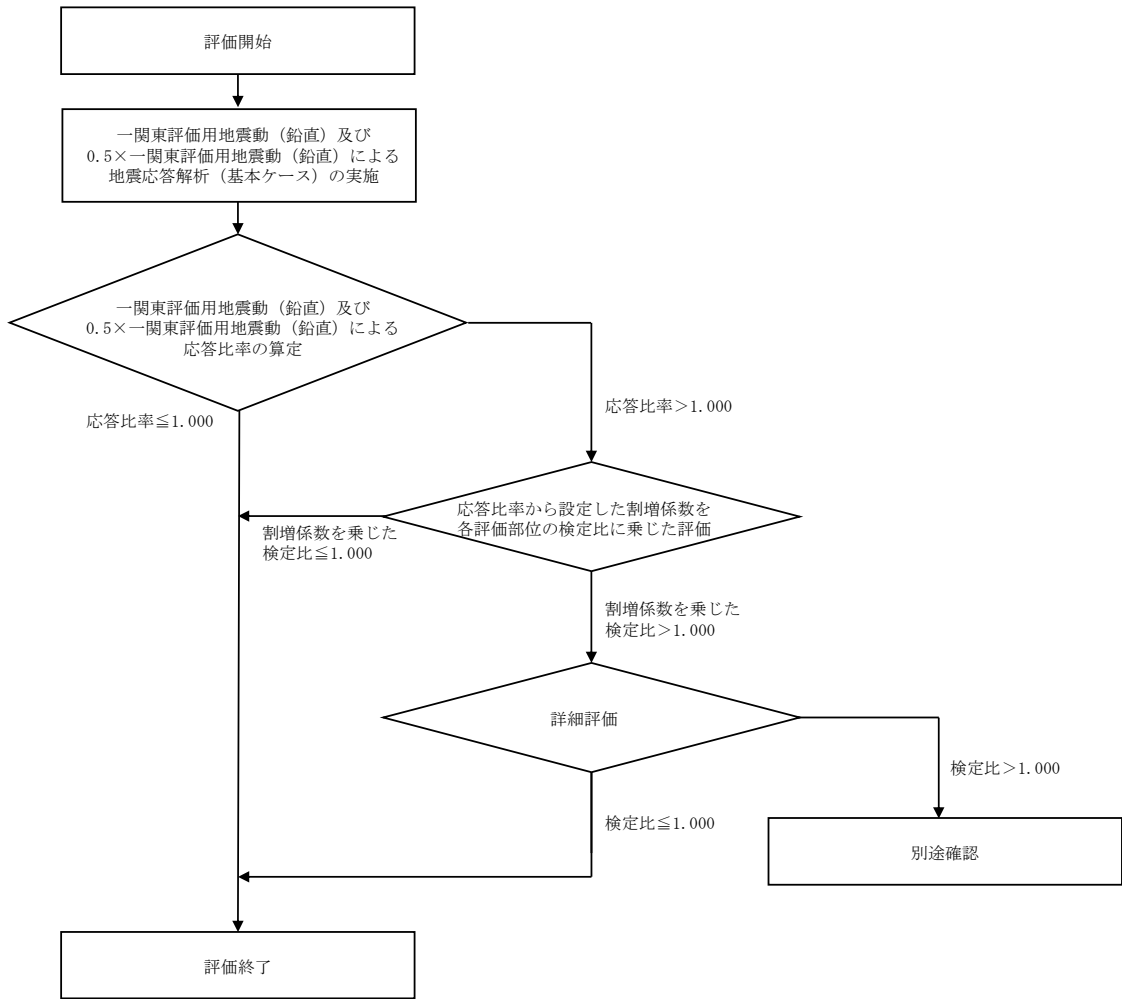 評価開始
一関東評価用地震動（鉛直）及び
0.5×一関東評価用地震動（鉛直）による
地震応答解析（基本ケース）の実施
一関東評価用地震動（鉛直）及び
0.5×一関東評価用地震動（鉛直）による
応答比率の算定
応答比率≦1.000
応答比率＞1.000
応答比率から設定した割増係数を
各評価部位の検定比に乗じた評価
割増係数を乗じた
検定比≦1.000
割増係数を乗じた
検定比＞1.000
詳細評価
検定比＞1.000
検定比≦1.000
別途確認
評価終了